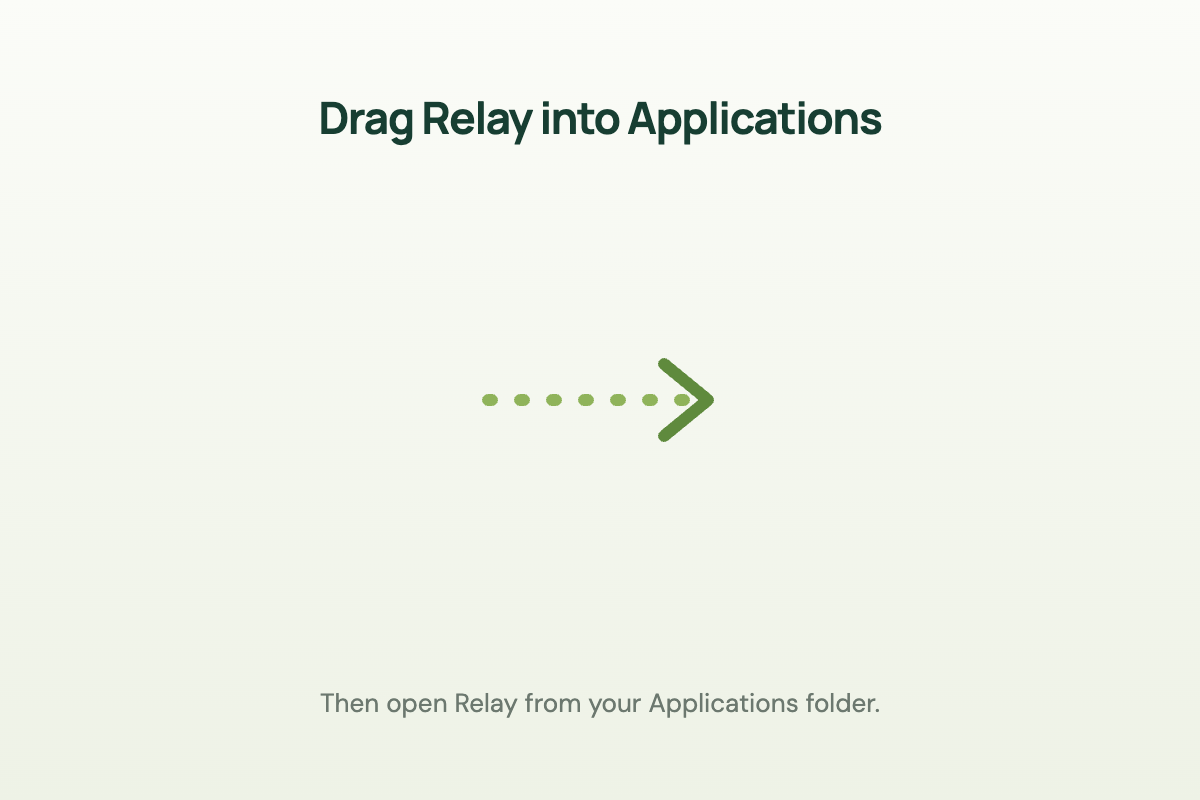 Drag Relay into Applications
Then open Relay from your Applications folder.